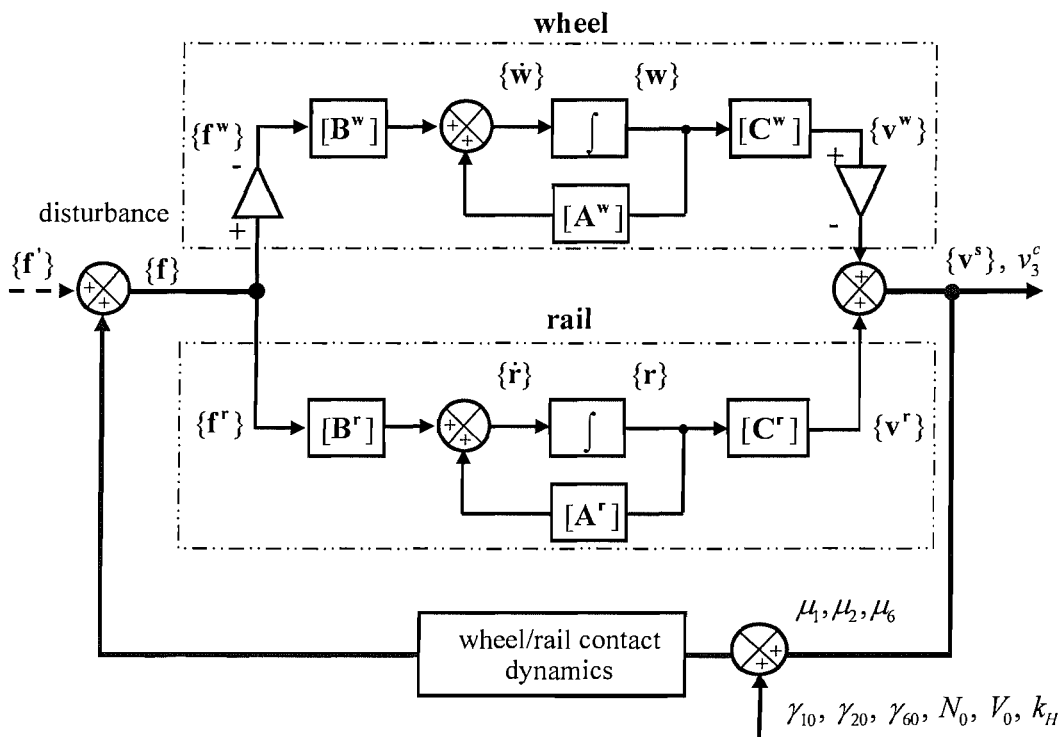 wheel
{ẇ} {w}
{f^w} [B^w] ∫ [C^w] {v^w}
+ +
- +
[A^w]
disturbance + -
{f'} {f} {v^s}, v_3^c
+ + + +
rail
{ṙ} {r}
{f^r} [B^r] ∫ [C^r] {v^r}
+ +
[A^r]
μ_1, μ_2, μ_6
wheel/rail contact
dynamics
+ +
γ_10, γ_20, γ_60, N_0, V_0, k_H